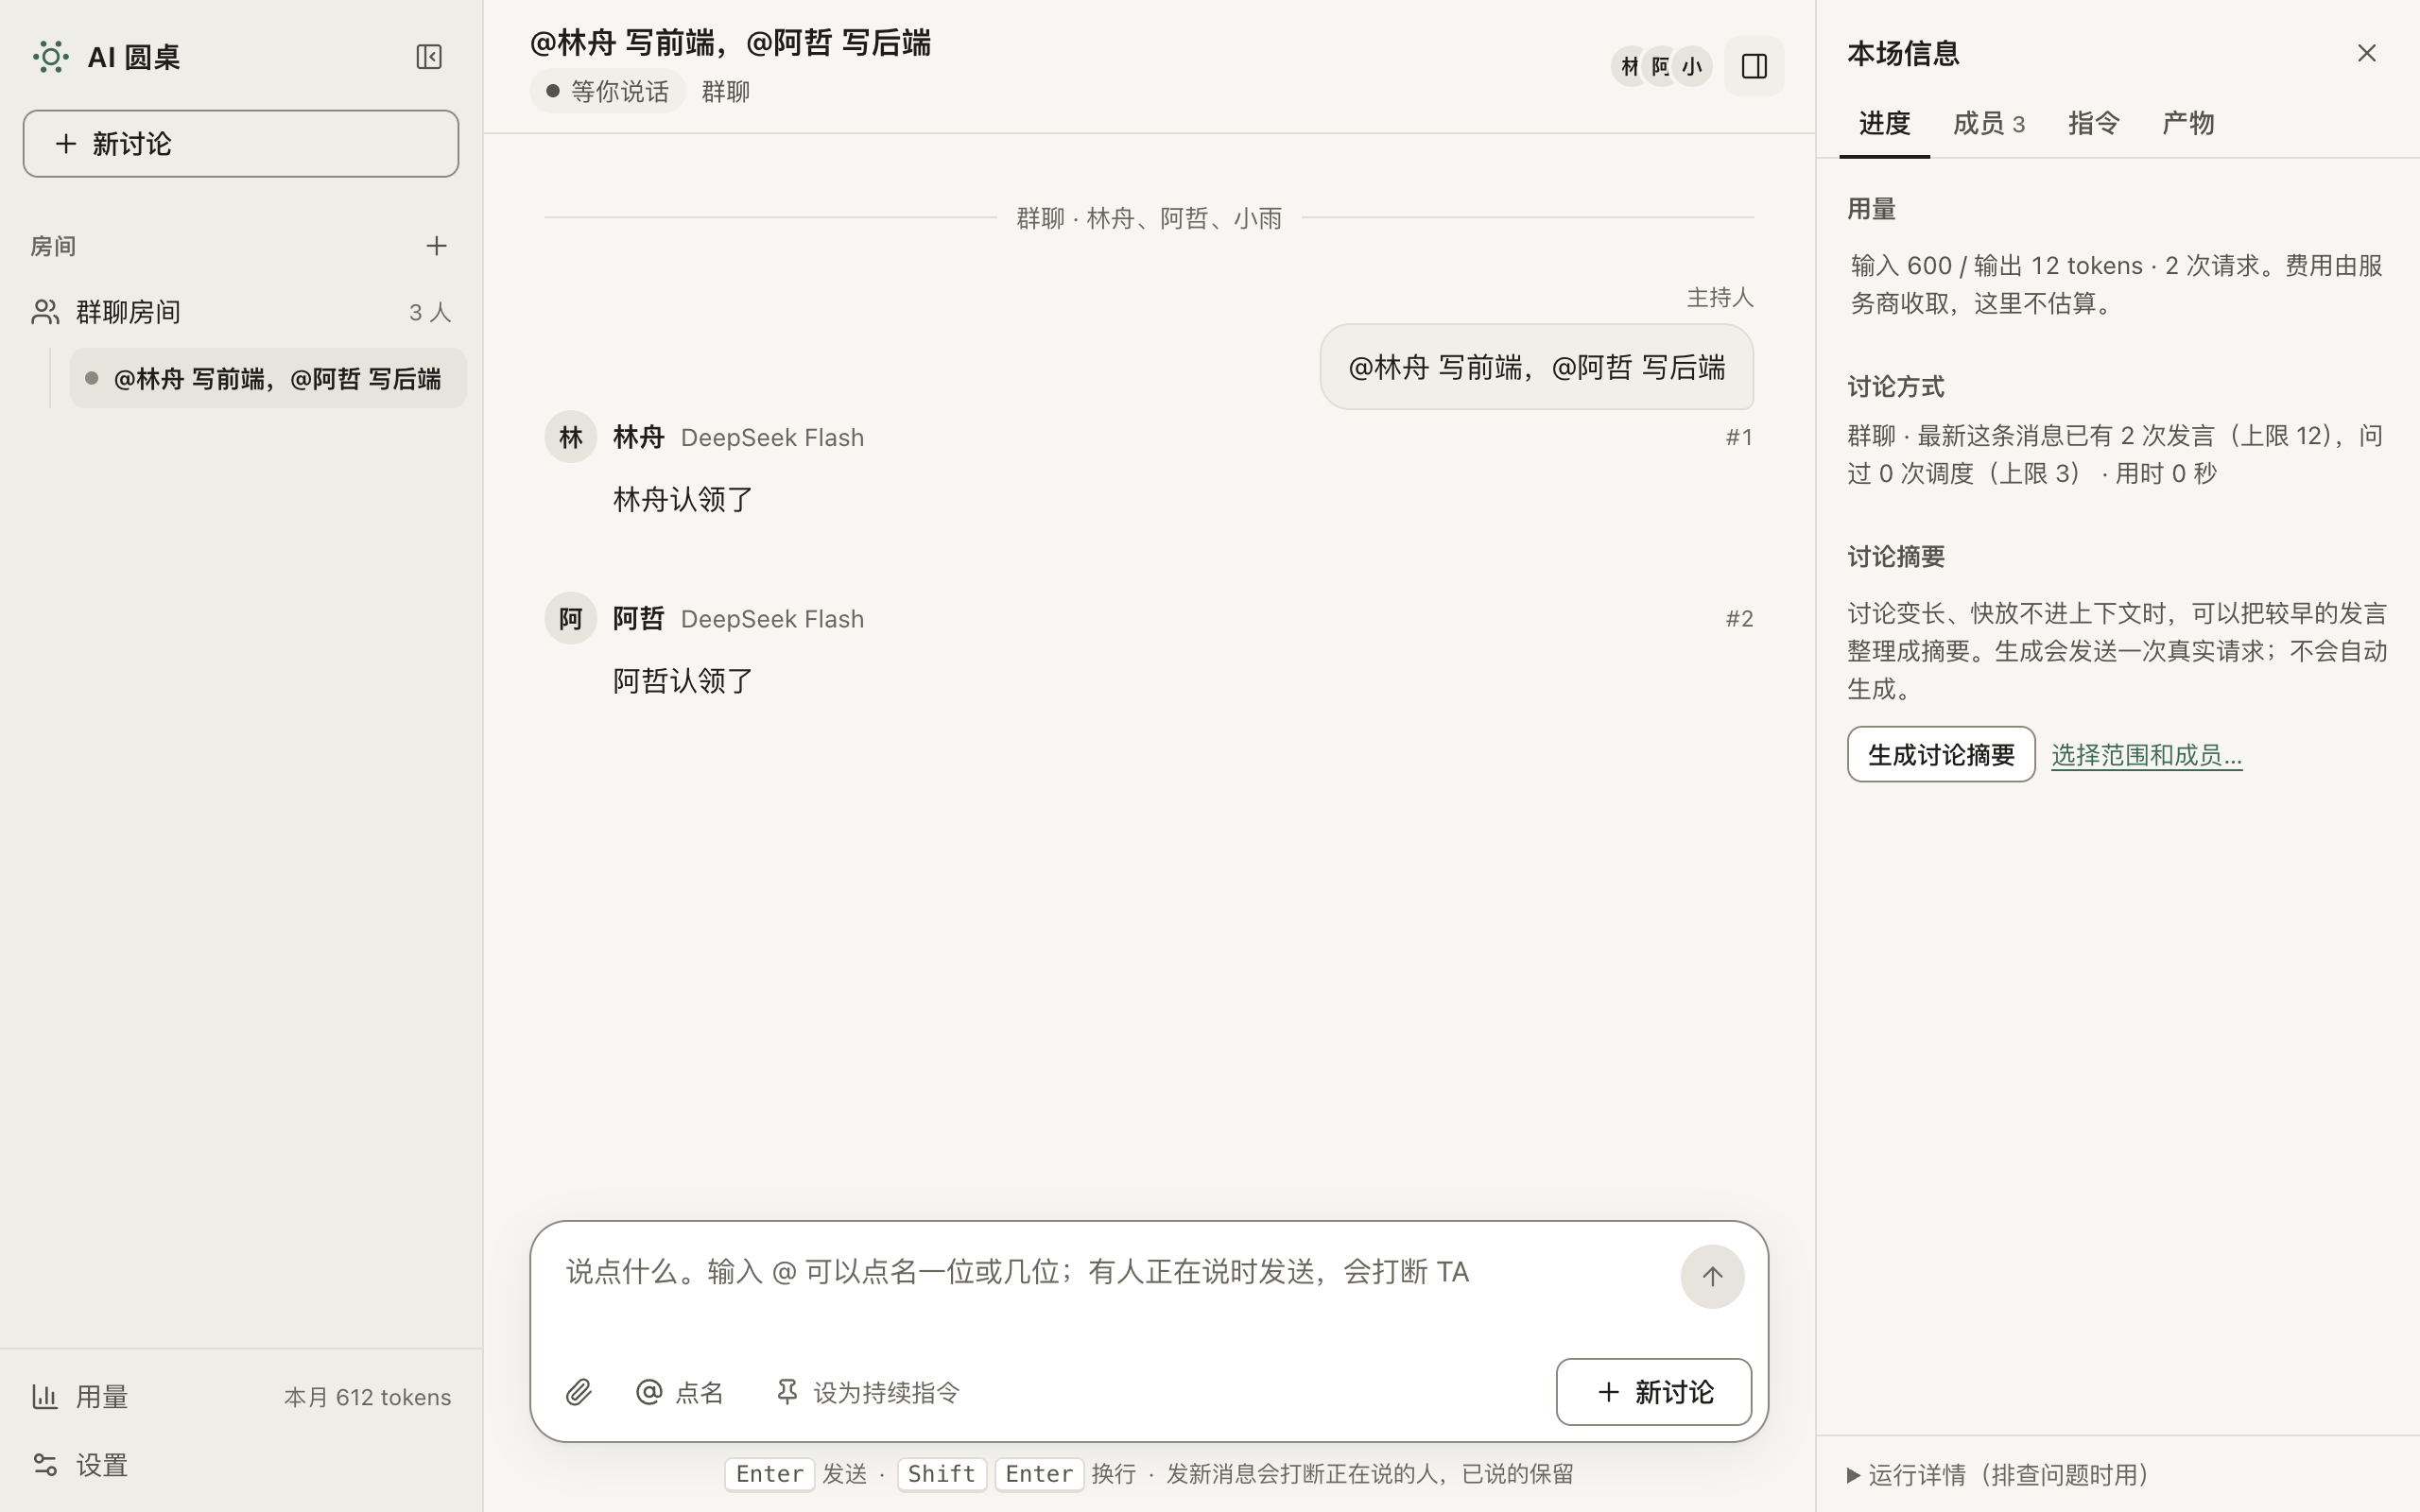 AI 圆桌
新讨论
房间
群聊房间 3 人
@林舟 写前端，@阿哲 写后端
用量 本月 612 tokens
设置
@林舟 写前端，@阿哲 写后端
等你说话 群聊
林 阿 小
群聊 · 林舟、阿哲、小雨
主持人
@林舟 写前端，@阿哲 写后端
林 林舟 DeepSeek Flash #1
林舟认领了
阿 阿哲 DeepSeek Flash #2
阿哲认领了
说点什么。输入 @ 可以点名一位或几位；有人正在说时发送，会打断 TA
点名 设为持续指令 新讨论
Enter 发送 · Shift Enter 换行 · 发新消息会打断正在说的人，已说的保留
本场信息
进度 成员 3 指令 产物
用量
输入 600 / 输出 12 tokens · 2 次请求。费用由服
务商收取，这里不估算。
讨论方式
群聊 · 最新这条消息已有 2 次发言（上限 12），问
过 0 次调度（上限 3） · 用时 0 秒
讨论摘要
讨论变长、快放不进上下文时，可以把较早的发言
整理成摘要。生成会发送一次真实请求；不会自动
生成。
生成讨论摘要 选择范围和成员…
运行详情（排查问题时用）